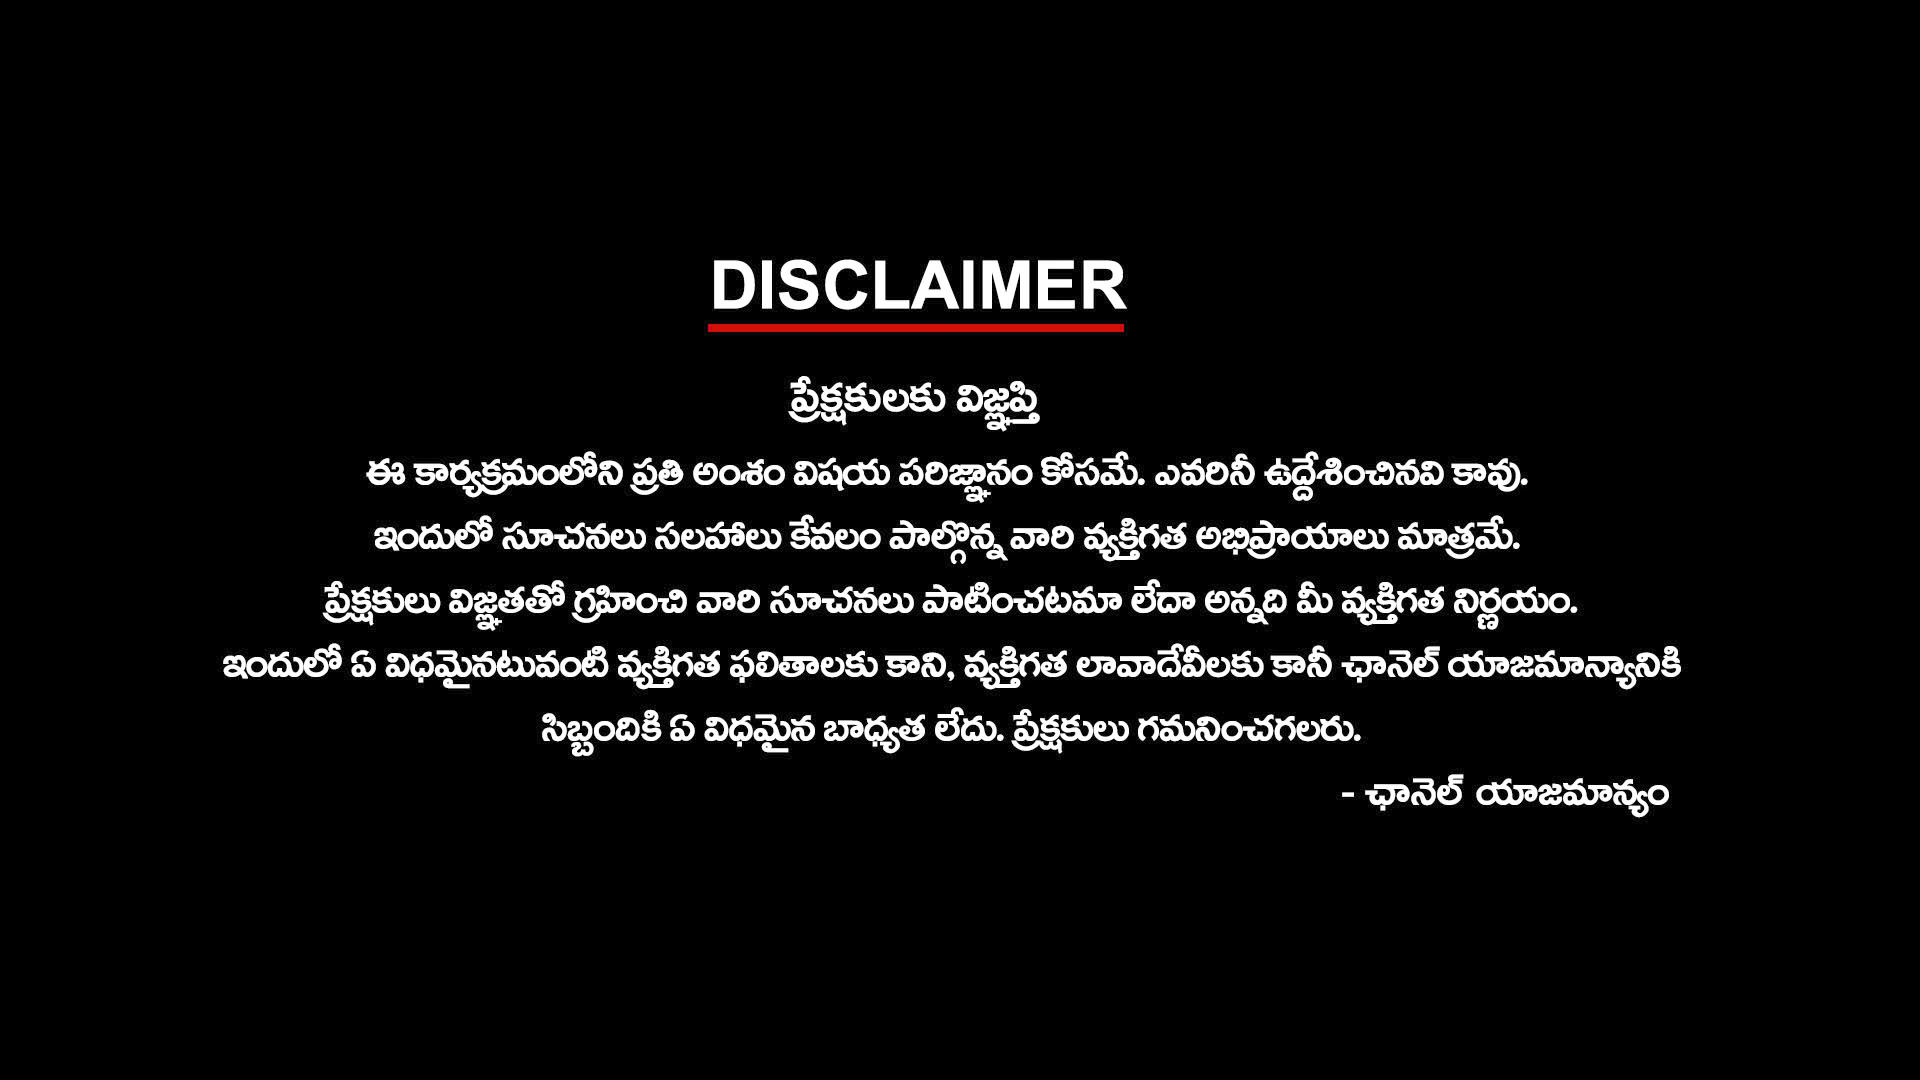 DISCLAIMER
ప్రేక్షకులకు విజ్ఞప్తి
ఈ కార్యక్రమంలోని ప్రతి అంశం విషయ పరిజ్ఞానం కోసమే. ఎవరినీ ఉద్దేశించినవి కావు.
ఇందులో సూచనలు సలహాలు కేవలం పాల్గొన్న వారి వ్యక్తిగత అభిప్రాయాలు మాత్రమే.
ప్రేక్షకులు విజ్ఞతతో గ్రహించి వారి సూచనలు పాటించటమా లేదా అన్నది మీ వ్యక్తిగత నిర్ణయం.
ఇందులో ఏ విధమైనటువంటి వ్యక్తిగత ఫలితాలకు కాని, వ్యక్తిగత లావాదేవీలకు కానీ ఛానెల్ యాజమాన్యానికి
సిబ్బందికి ఏ విధమైన బాధ్యత లేదు. ప్రేక్షకులు గమనించగలరు.
- ఛానెల్ యాజమాన్యం